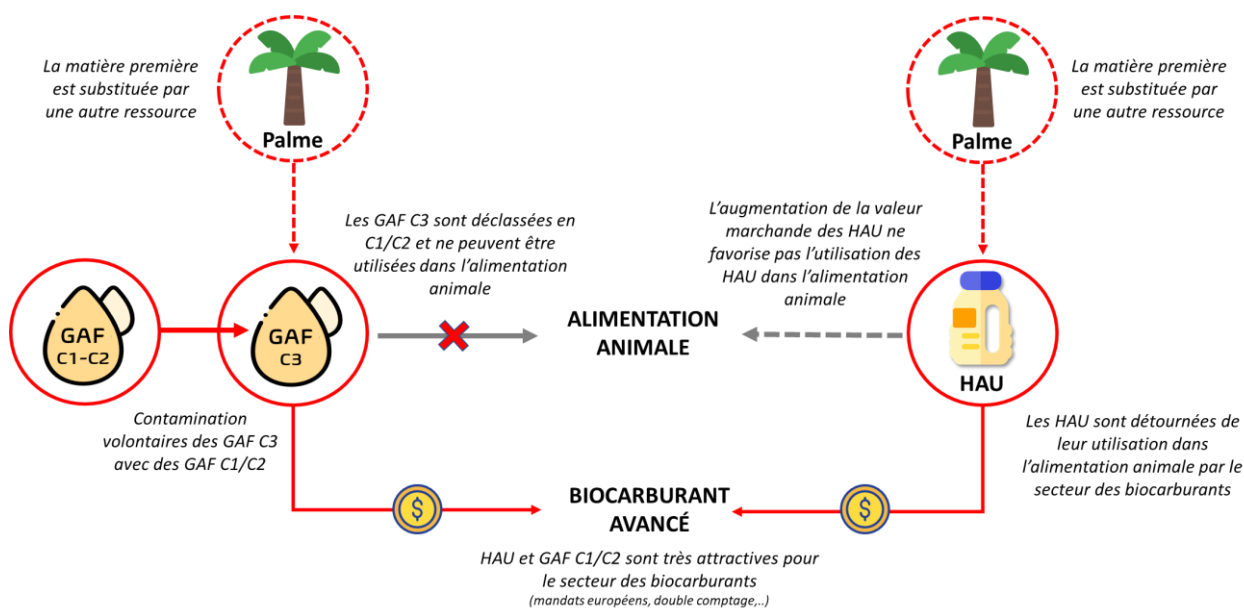 La matière première
est substituée par
une autre ressource
Palme
La matière première
est substituée par
une autre ressource
Palme
Les GAF C3 sont déclassées en
C1/C2 et ne peuvent être
utilisées dans l'alimentation
animale
L'augmentation de la valeur
marchande des HAU ne
favorise pas l'utilisation des
HAU dans l'alimentation
animale
GAF
C1-C2
GAF
C3
ALIMENTATION
ANIMALE
HAU
Contamination
volontaires des GAF C3
avec des GAF C1/C2
Les HAU sont détournées de
leur utilisation dans
l'alimentation animale par le
secteur des biocarburants
$
BIOCARBURANT
AVANCÉ
$
HAU et GAF C1/C2 sont très attractives pour
le secteur des biocarburants
(mandats européens, double comptage,..)